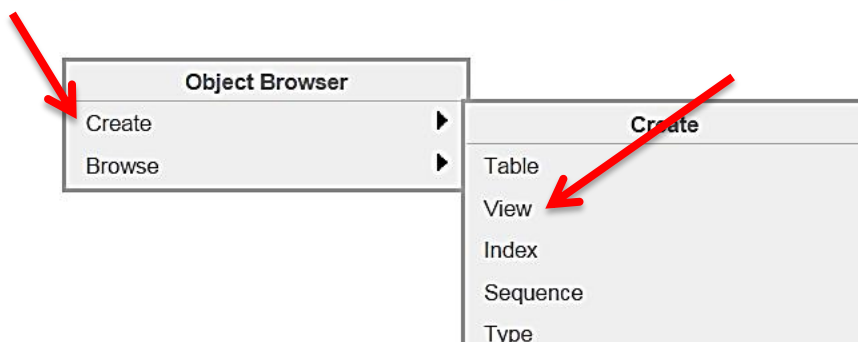 Object Browser
Create
Browse
Create
Table
View
Index
Sequence
Type